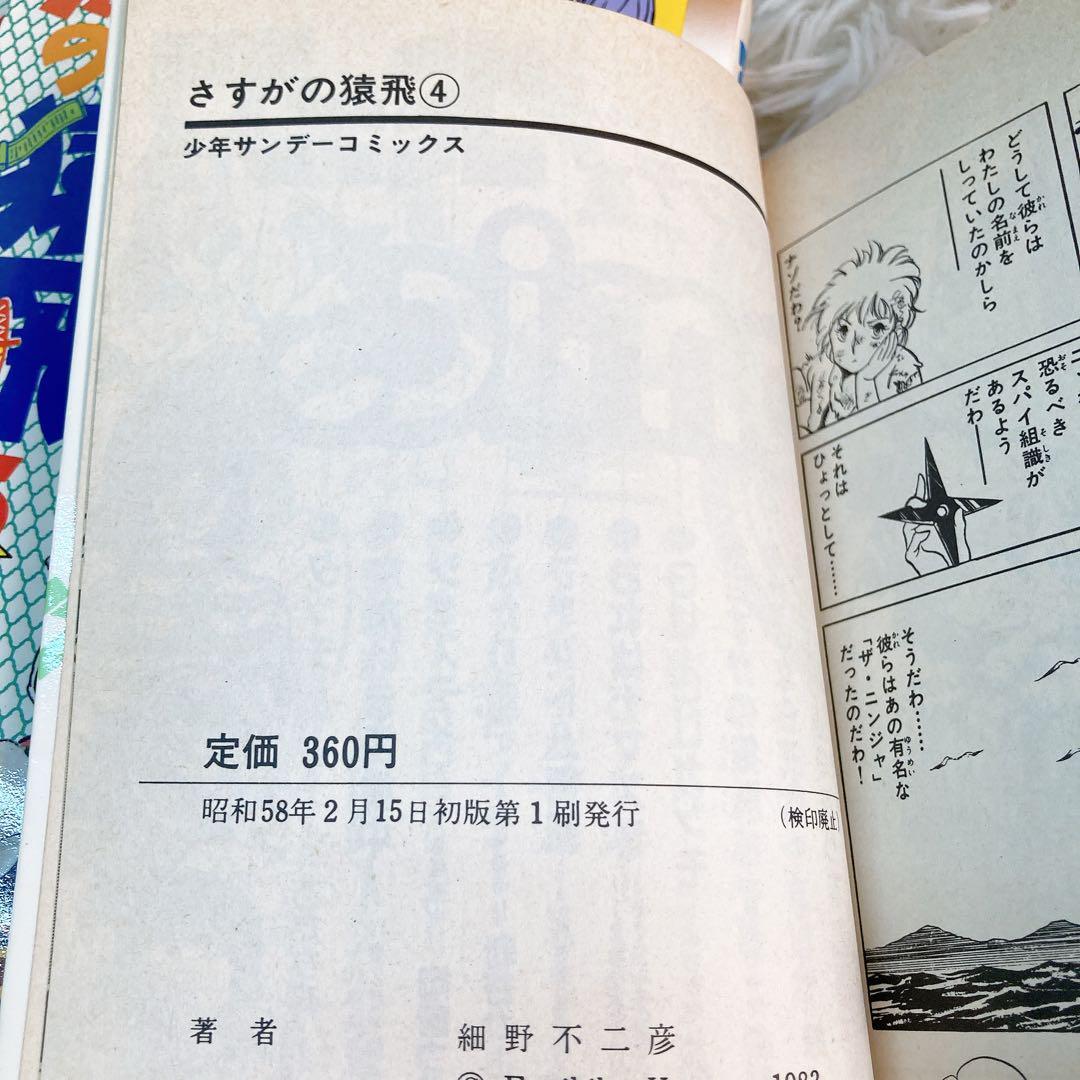 さすがの猿飛④
少年サンデーコミックス
定価 360円
昭和58年2月15日初版第1刷発行
(検印廃止)
著者 細野不二彦
1983
どうして彼らは
わたしの名前を
しっていたのかしら
ナゾだわ?
恐るべき
スパイ組織が
あるよう
だわ──
それは
ひょっとして……
そうだわ……
彼らはあの有名な
「ザ・ニンジャ」
だったのだわ!